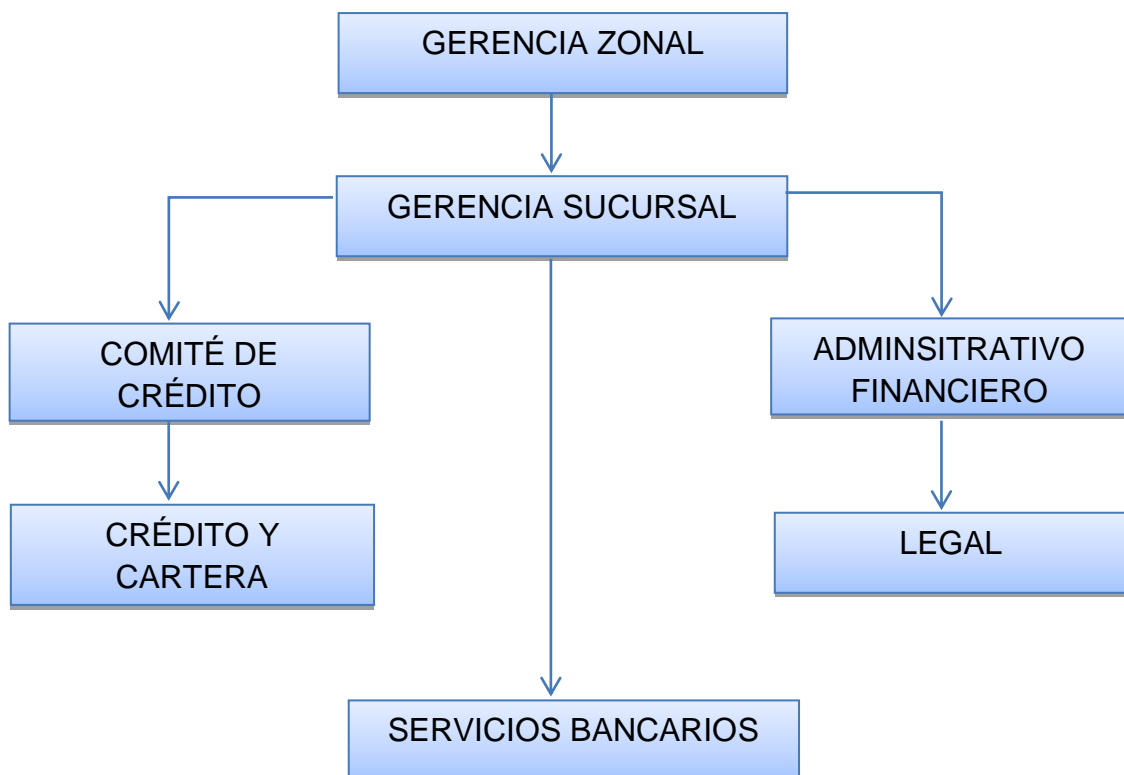 GERENCIA ZONAL
GERENCIA SUCURSAL
COMITÉ DE
CRÉDITO
ADMINSITRATIVO
FINANCIERO
CRÉDITO Y
CARTERA
LEGAL
SERVICIOS BANCARIOS